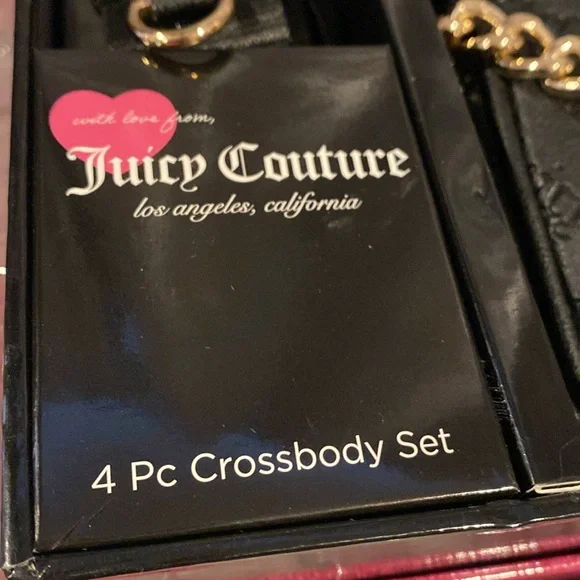 with love from,
Juicy Couture
los angeles, california
4 Pc Crossbody Set